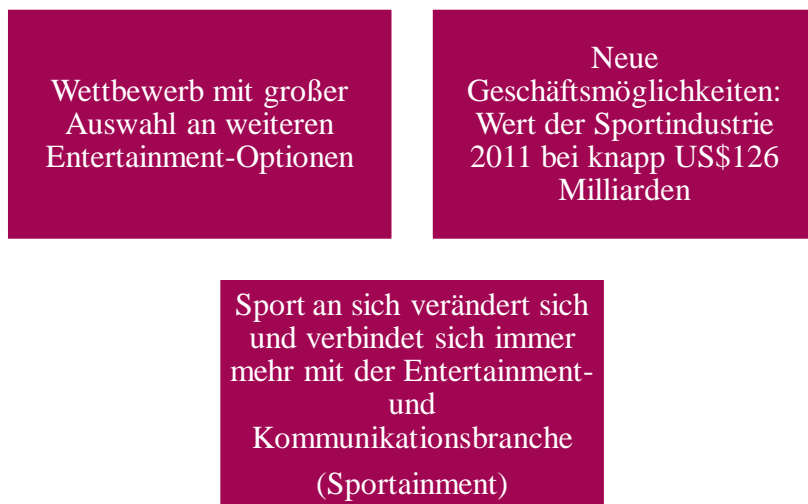 Wettbewerb mit großer
Auswahl an weiteren
Entertainment-Optionen
Neue
Geschäftsmöglichkeiten:
Wert der Sportindustrie
2011 bei knapp US$126
Milliarden
Sport an sich verändert sich
und verbindet sich immer
mehr mit der Entertainment-
und
Kommunikationsbranche
(Sportainment)